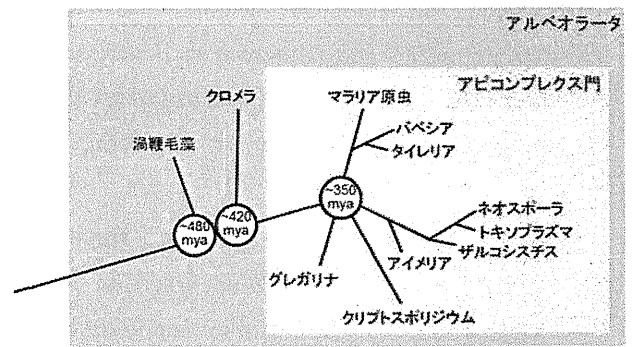 アルベオラータ
アピコンプレクス門
クロメラ
マラリア原虫
バベシア
タイレリア
渦鞭毛藻
~480
mya
~420
mya
~350
mya
ネオスポーラ
トキソプラズマ
ザルコシスチス
アイメリア
グレガリナ
クリプトスポリジウム